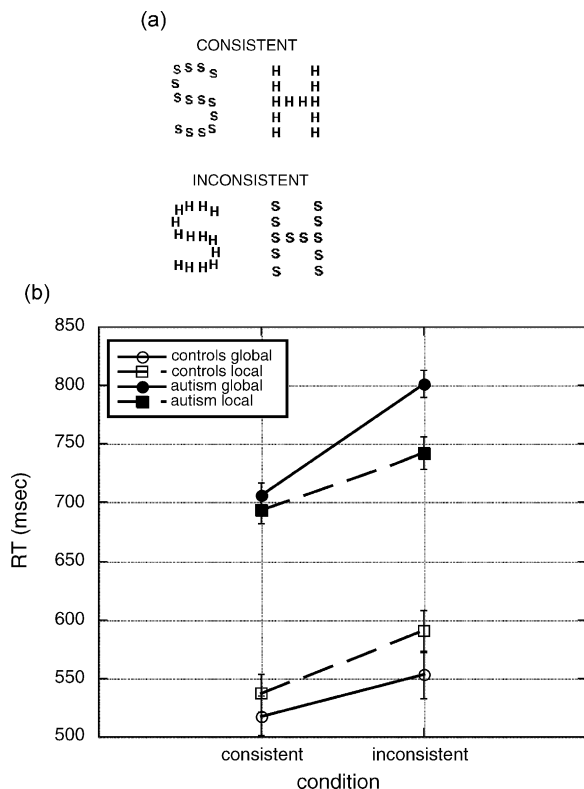 (a)
CONSISTENT
S S S S H H
S H H
S S S S H H H H
S H H
S S S S H H
INCONSISTENT
H H H H S S
H S S
H H H H S S S S
H S S
H H H H S S
(b)
850
800
750
700
650
600
550
500
RT (msec)
controls global
controls local
autism global
autism local
consistent
inconsistent
condition